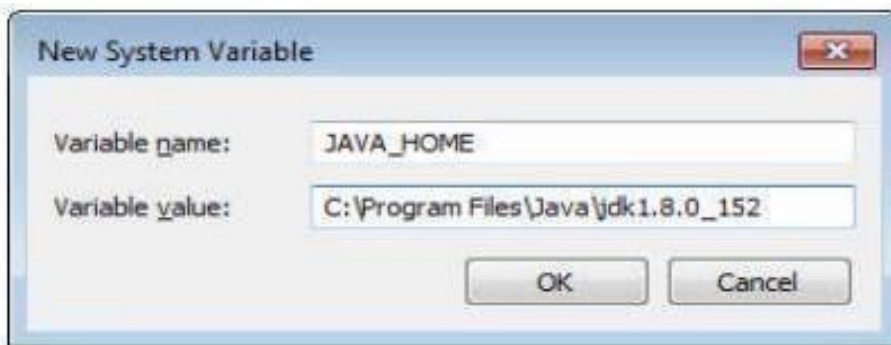 New System Variable
Variable name: JAVA_HOME
Variable value: C:\Program Files\Java\jdk1.8.0_152
OK Cancel